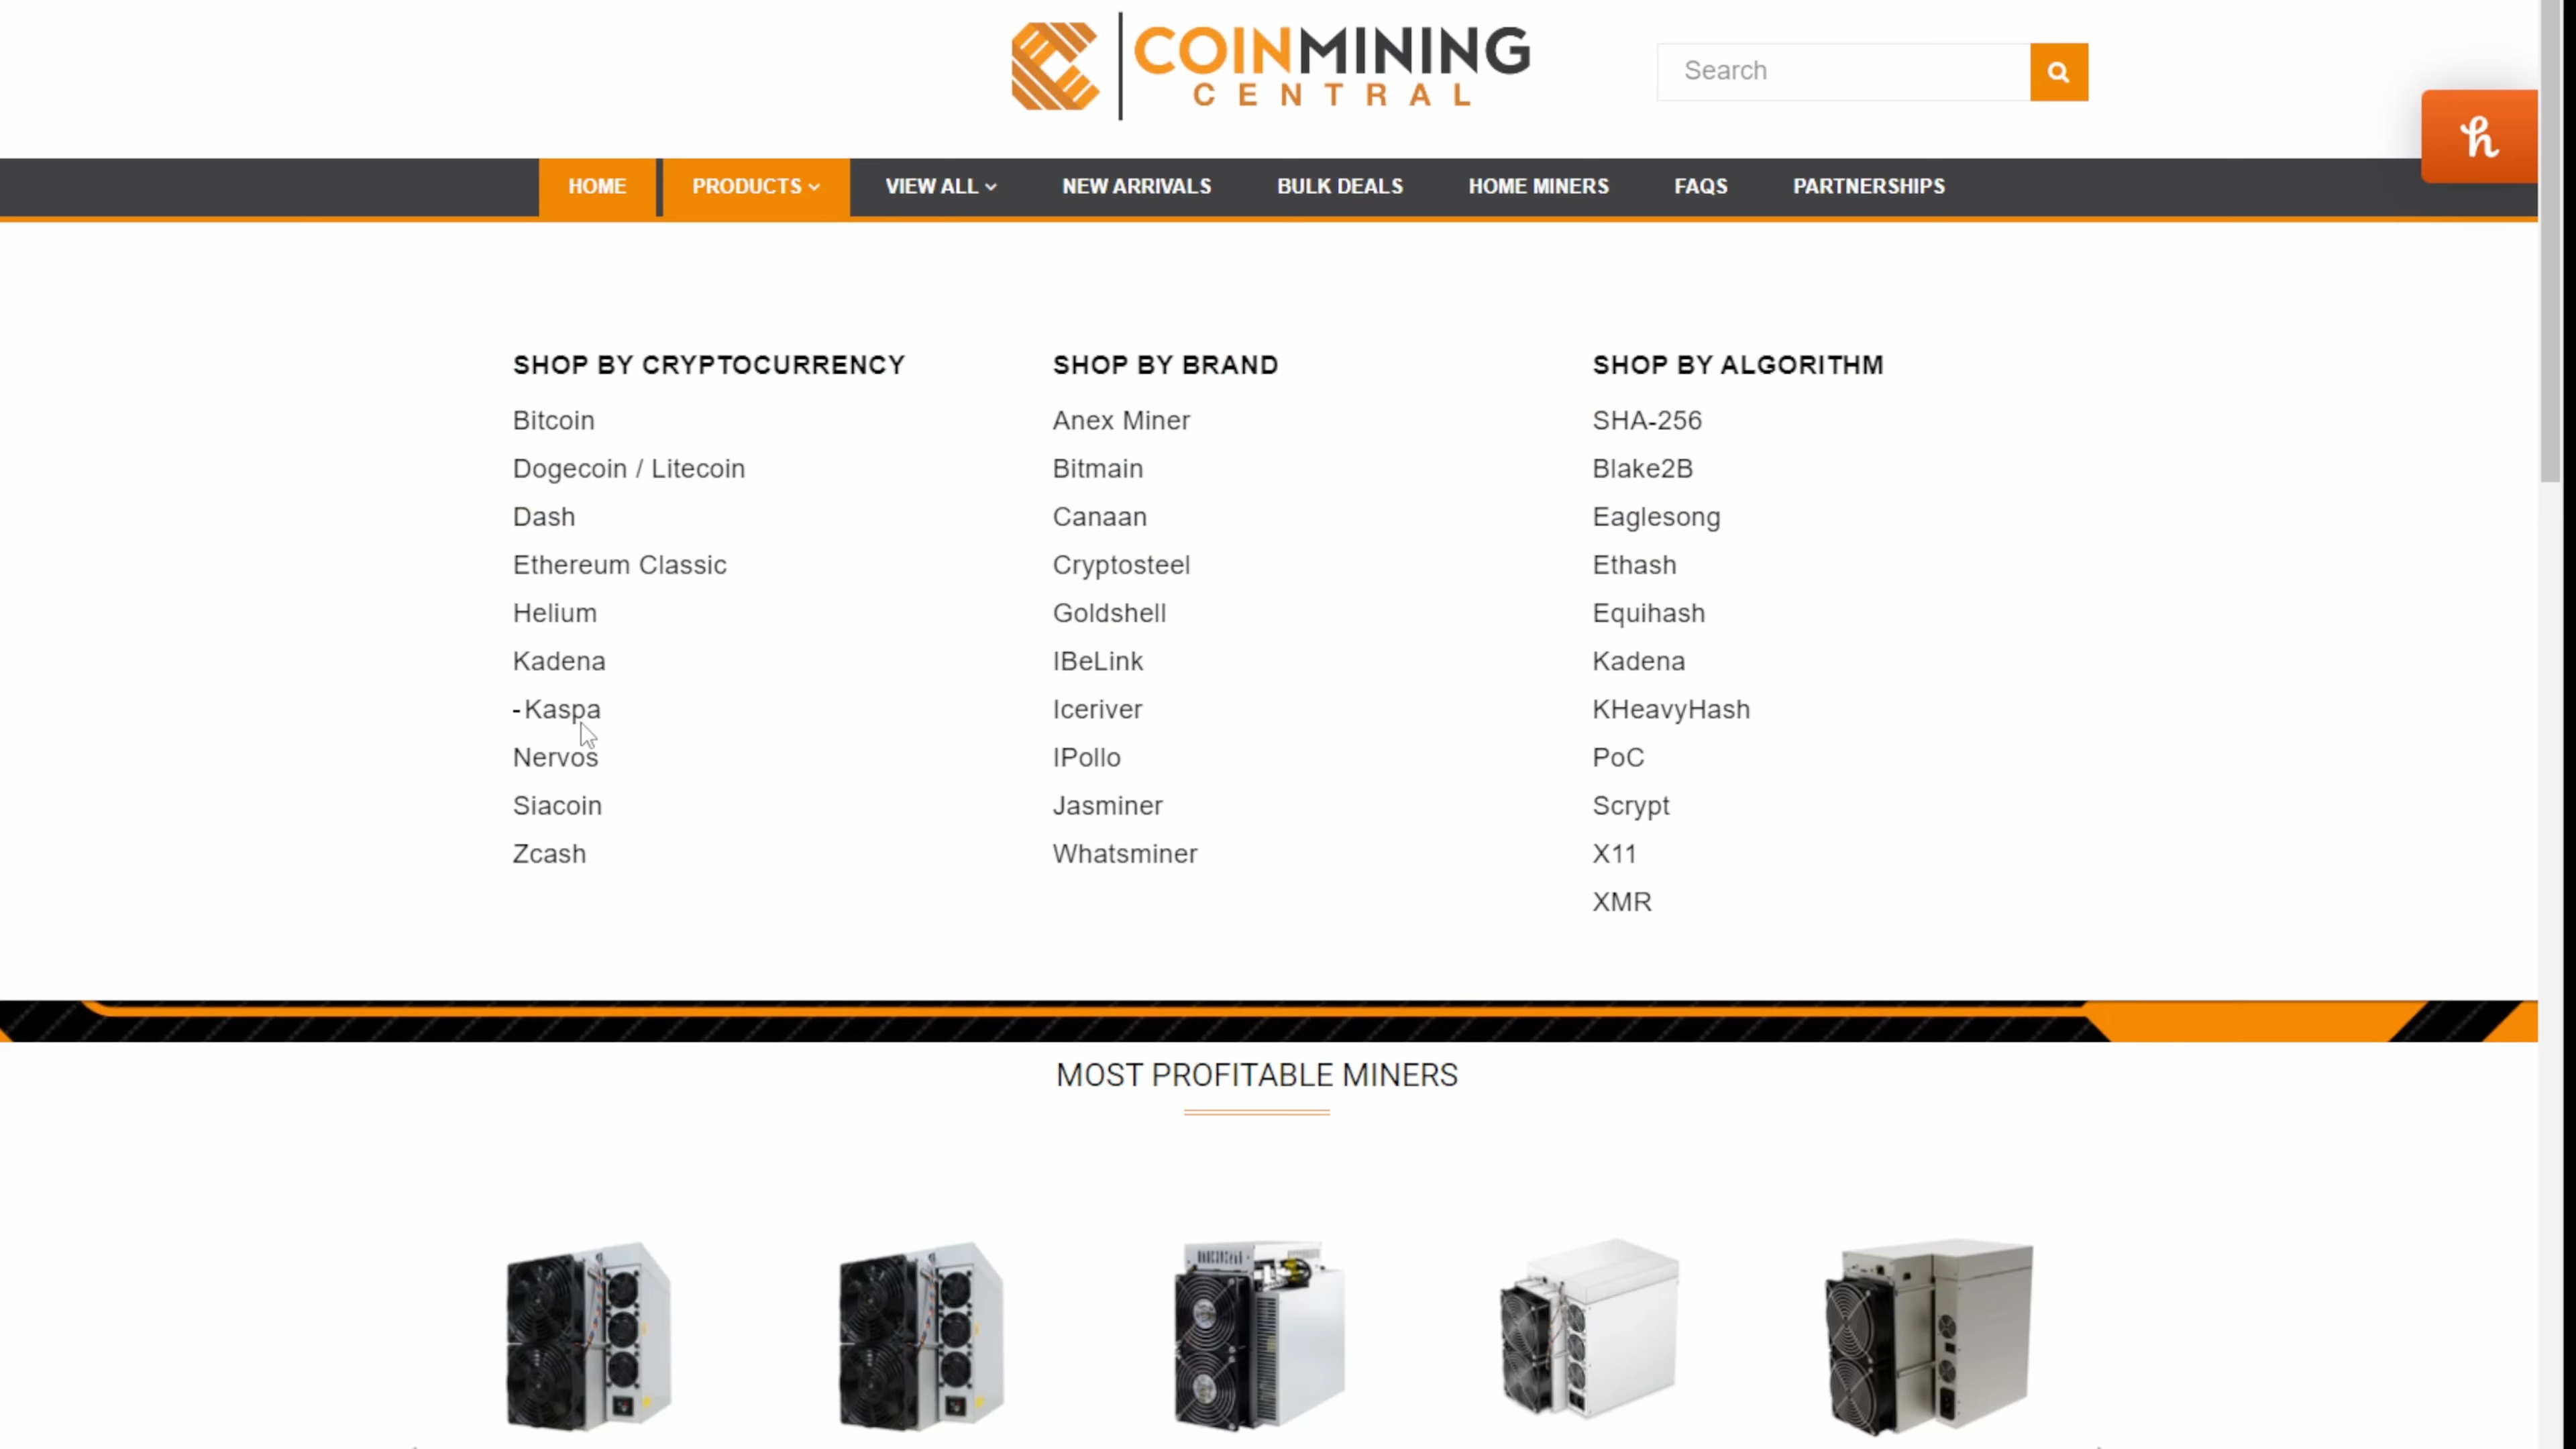 COINMINING
CENTRAL
Search
h
HOME PRODUCTS VIEW ALL NEW ARRIVALS BULK DEALS HOME MINERS FAQS PARTNERSHIPS
SHOP BY CRYPTOCURRENCY
Bitcoin
Dogecoin / Litecoin
Dash
Ethereum Classic
Helium
Kadena
-Kaspa
Nervos
Siacoin
Zcash
SHOP BY BRAND
Anex Miner
Bitmain
Canaan
Cryptosteel
Goldshell
IBeLink
Iceriver
IPollo
Jasminer
Whatsminer
SHOP BY ALGORITHM
SHA-256
Blake2B
Eaglesong
Ethash
Equihash
Kadena
KHeavyHash
PoC
Scrypt
X11
XMR
MOST PROFITABLE MINERS